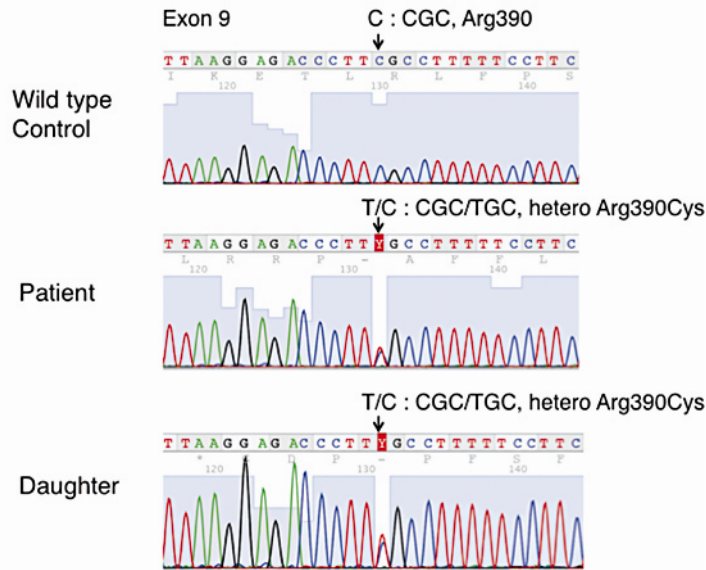 Exon 9 C : CGC, Arg390
T T A A G G A G A C C C T T C G C C T T T T T C C T T C
I K E T L R L F P S
120 130 140
Wild type
Control
T/C : CGC/TGC, hetero Arg390Cys
T T A A G G A G A C C C T T Y G C C T T T T T C C T T C
L R R P - A F F L
120 130 140
Patient
T/C : CGC/TGC, hetero Arg390Cys
T T A A G G A G A C C C T T Y G C C T T T T T C C T T C
* D P - P F S F
120 130 140
Daughter